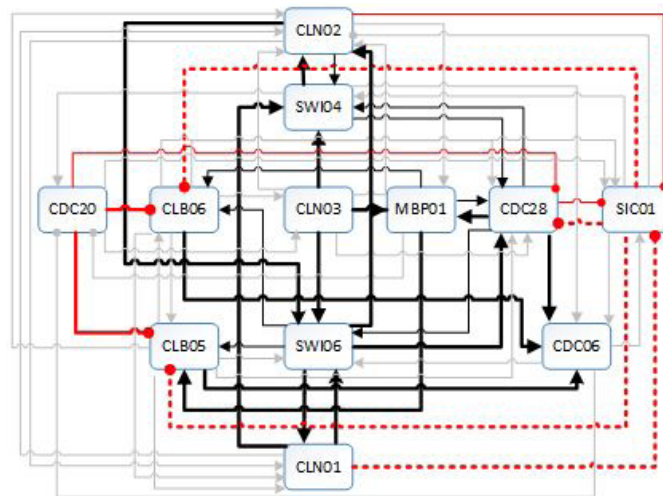 CLN02
SWI04
CDC20
CLB06
CLN03
MBP01
CDC28
SIC01
CLB05
SWI06
CDC06
CLN01